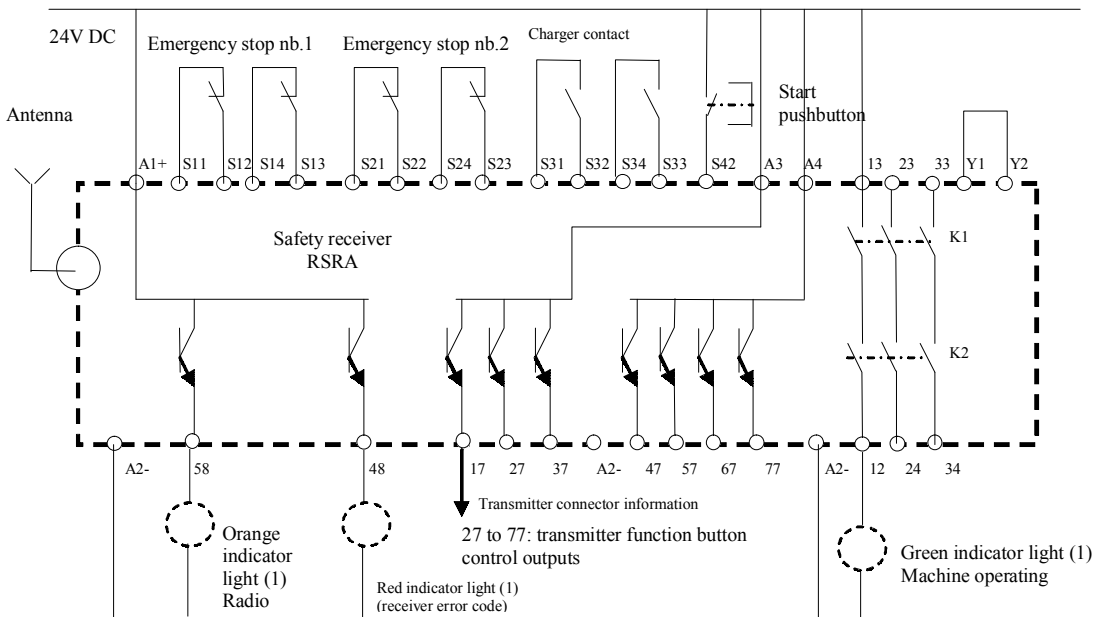 24V DC
Emergency stop nb.1
Emergency stop nb.2
Charger contact
Start
pushbutton
Antenna
A1+ S11 S12 S14 S13 S21 S22 S24 S23 S31 S32 S34 S33 S42 A3 A4 13 23 33 Y1 Y2
Safety receiver
RSRA
K1
K2
A2- 58 48 17 27 37 A2- 47 57 67 77 A2- 12 24 34
Transmitter connector information
27 to 77: transmitter function button
control outputs
Orange
indicator
light (1)
Radio
Red indicator light (1)
(receiver error code)
Green indicator light (1)
Machine operating